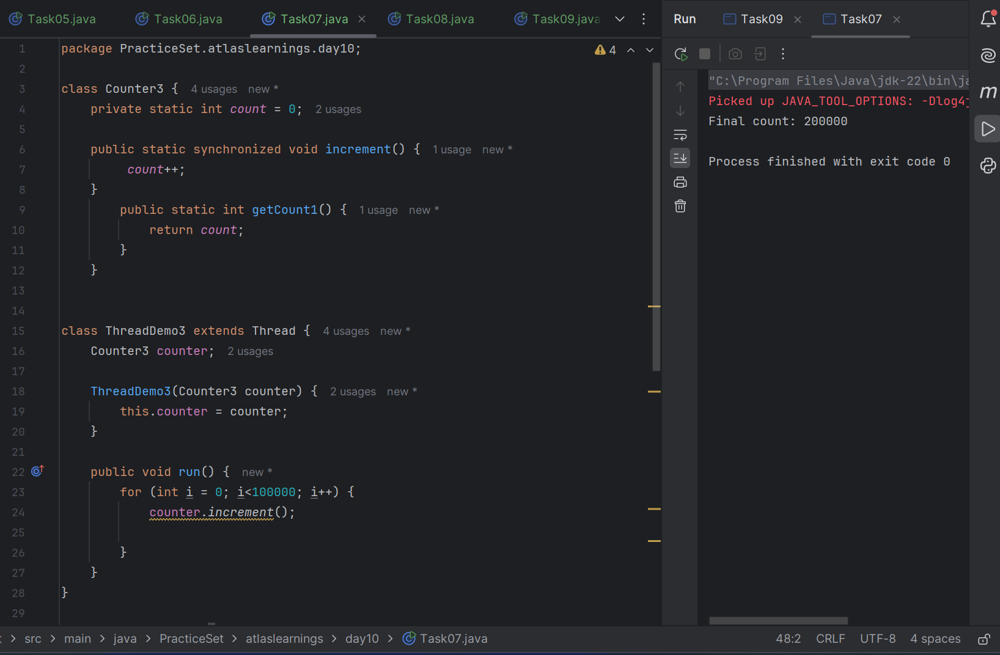 Task05.java Task06.java Task07.java Task08.java Task09.java
1 package PracticeSet.atlaslearnings.day10; 4
2
3 class Counter3 { 4 usages new *
4 private static int count = 0; 2 usages
5
6 public static synchronized void increment() { 1 usage new *
7 count++;
8 }
9 public static int getCount1() { 1 usage new *
10 return count;
11 }
12 }
13
14
15 class ThreadDemo3 extends Thread { 4 usages new *
16 Counter3 counter; 2 usages
17
18 ThreadDemo3(Counter3 counter) { 2 usages new *
19 this.counter = counter;
20 }
21
22 public void run() { new *
23 for (int i = 0; i<100000; i++) {
24 counter.increment();
25
26 }
27 }
28 }
29
Run Task09 Task07
"C:\Program Files\Java\jdk-22\bin\ja
Picked up JAVA_TOOL_OPTIONS: -Dlog4j
Final count: 200000
Process finished with exit code 0
m
src > main > java > PracticeSet > atlaslearnings > day10 > Task07.java 48:2 CRLF UTF-8 4 spaces